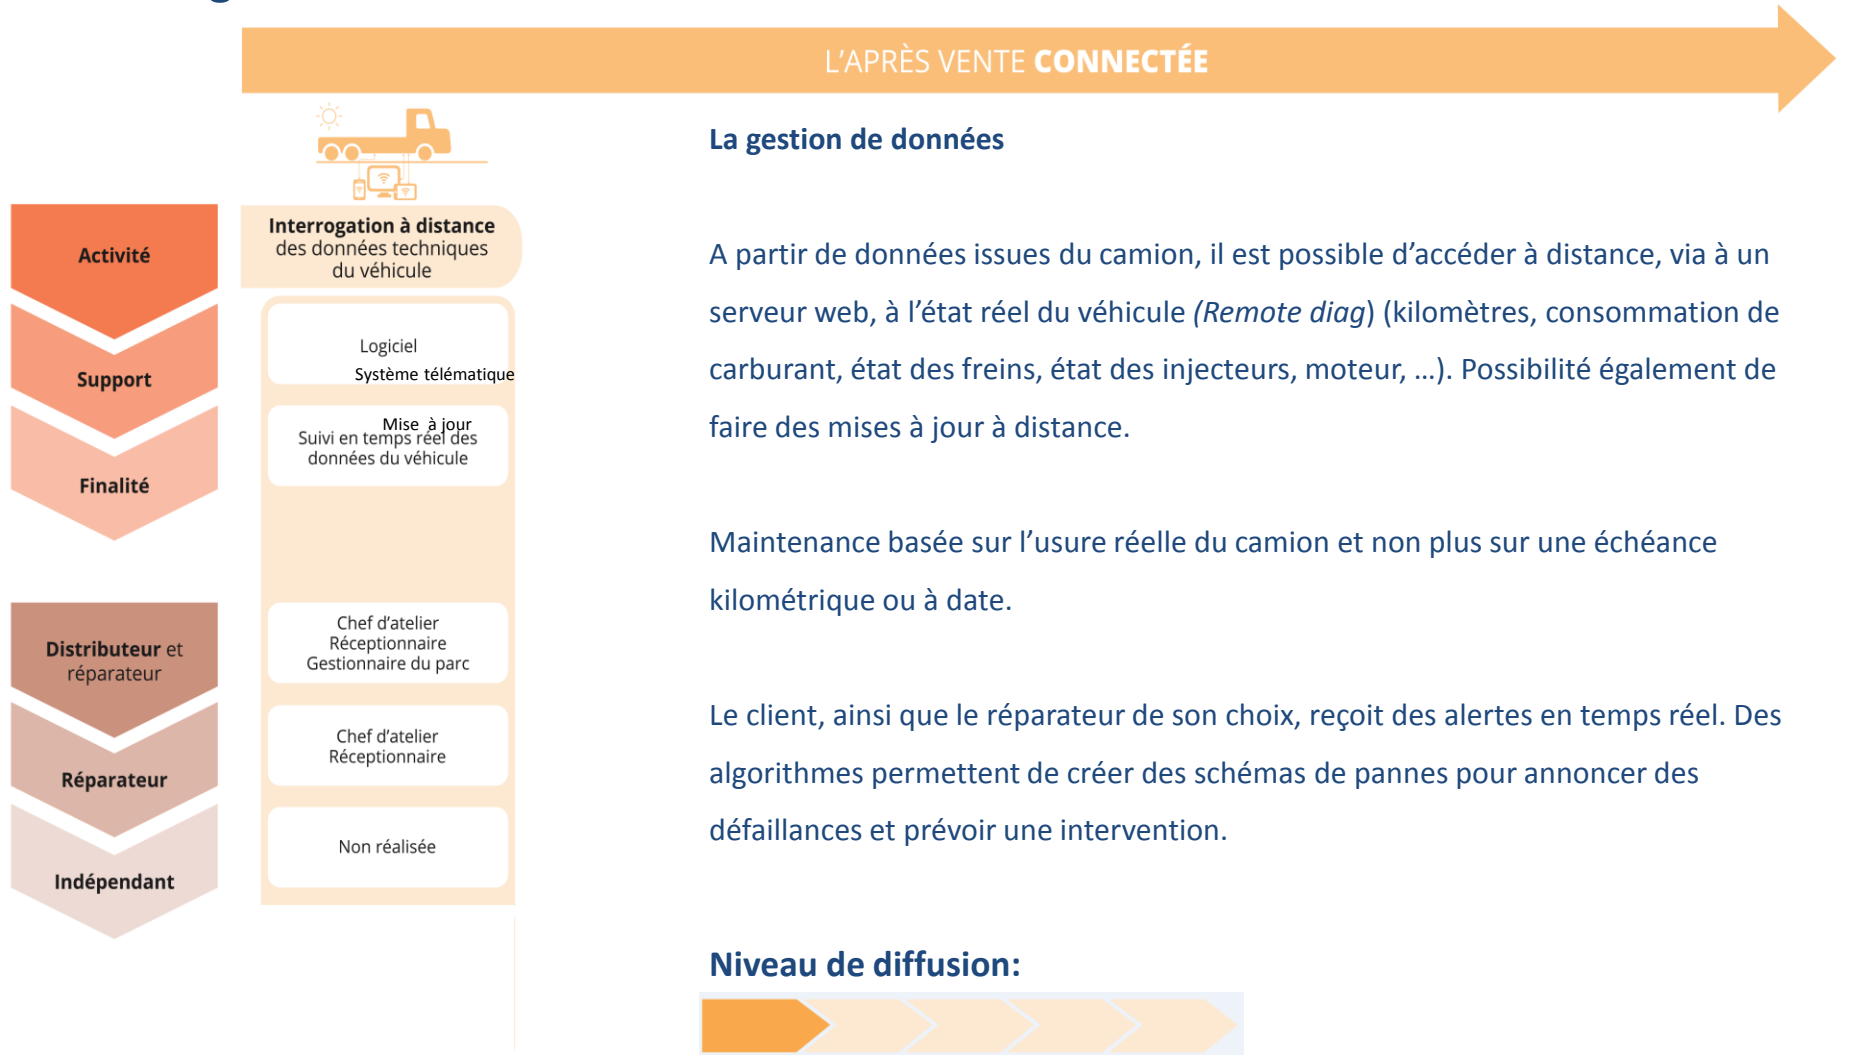 L'APRÈS VENTE CONNECTÉE
Interrogation à distance
des données techniques
du véhicule
Activité
Support
Finalité
Logiciel
Système télématique
Mise à jour
Suivi en temps réel des
données du véhicule
Distributeur et
réparateur
Réparateur
Indépendant
Chef d'atelier
Réceptionnaire
Gestionnaire du parc
Chef d'atelier
Réceptionnaire
Non réalisée
La gestion de données
A partir de données issues du camion, il est possible d'accéder à distance, via à un
serveur web, à l'état réel du véhicule (Remote diag) (kilomètres, consommation de
carburant, état des freins, état des injecteurs, moteur, …). Possibilité également de
faire des mises à jour à distance.
Maintenance basée sur l'usure réelle du camion et non plus sur une échéance
kilométrique ou à date.
Le client, ainsi que le réparateur de son choix, reçoit des alertes en temps réel. Des
algorithmes permettent de créer des schémas de pannes pour annoncer des
défaillances et prévoir une intervention.
Niveau de diffusion: